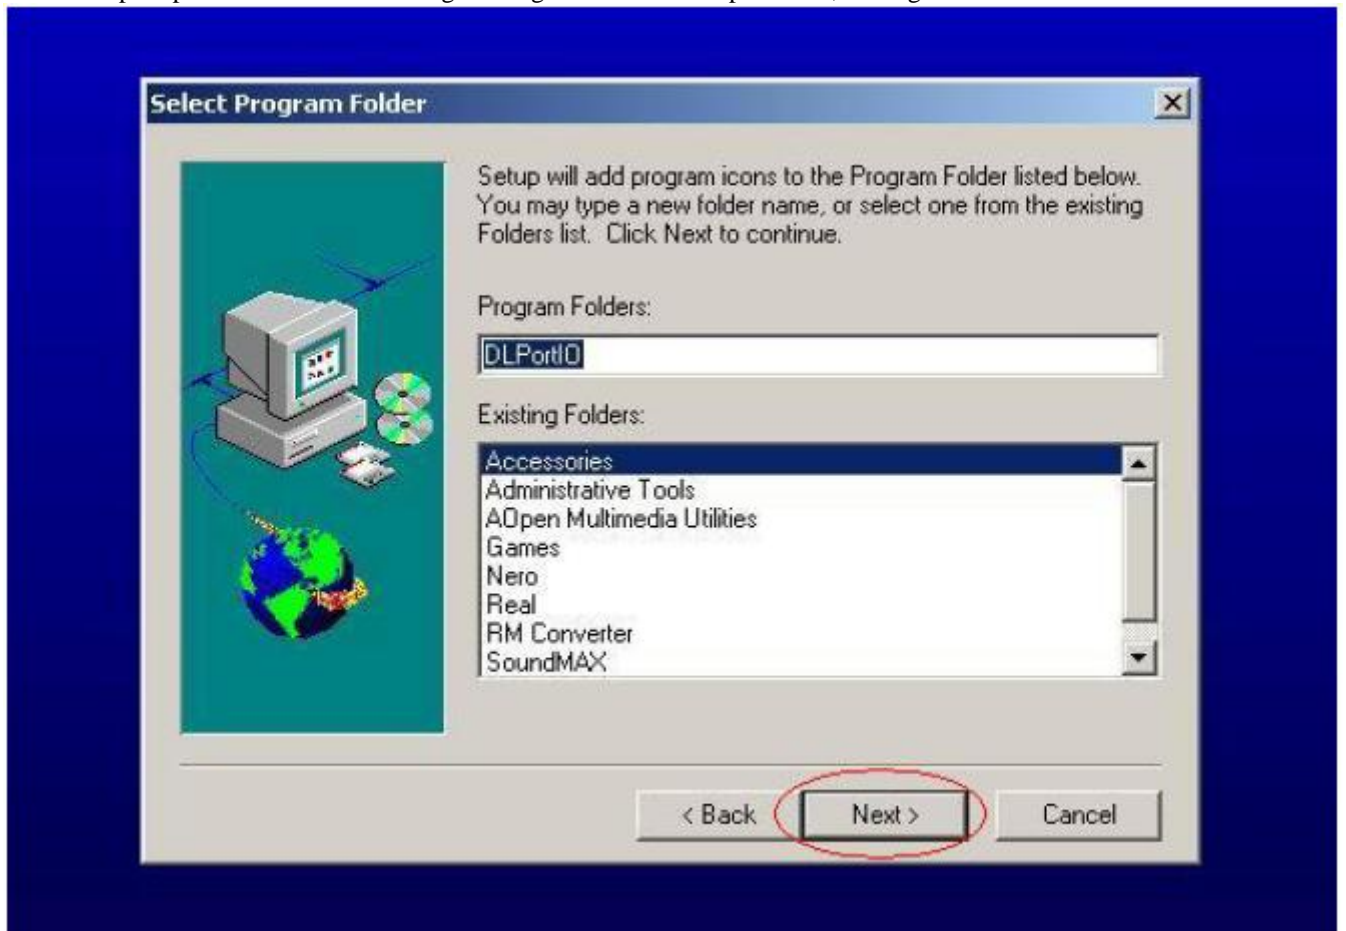 Select Program Folder
Setup will add program icons to the Program Folder listed below.
You may type a new folder name, or select one from the existing
Folders list. Click Next to continue.
Program Folders:
DLPortIO
Existing Folders:
Accessories
Administrative Tools
AOpen Multimedia Utilities
Games
Nero
Real
RM Converter
SoundMAX
< Back
Next >
Cancel